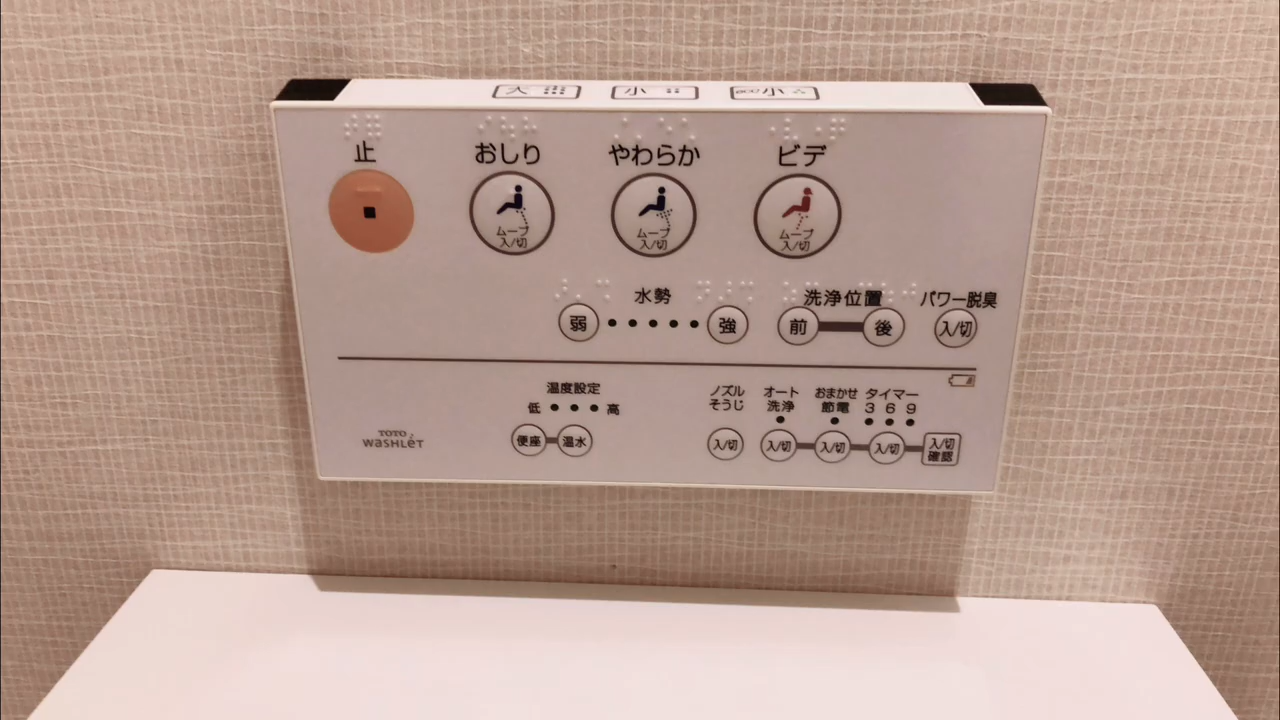 大 小 eco小
止 おしり やわらか ビデ
ムーブ ムーブ ムーブ
入/切 入/切 入/切
水勢 洗浄位置 パワー脱臭
弱 強 前 後 入/切
温度設定
低 高
便座 温水
ノズル オート おまかせ タイマー
そうじ 洗浄 節電 3 6 9
入/切 入/切 入/切 入/切 入/切
確認
TOTO
WASHLET